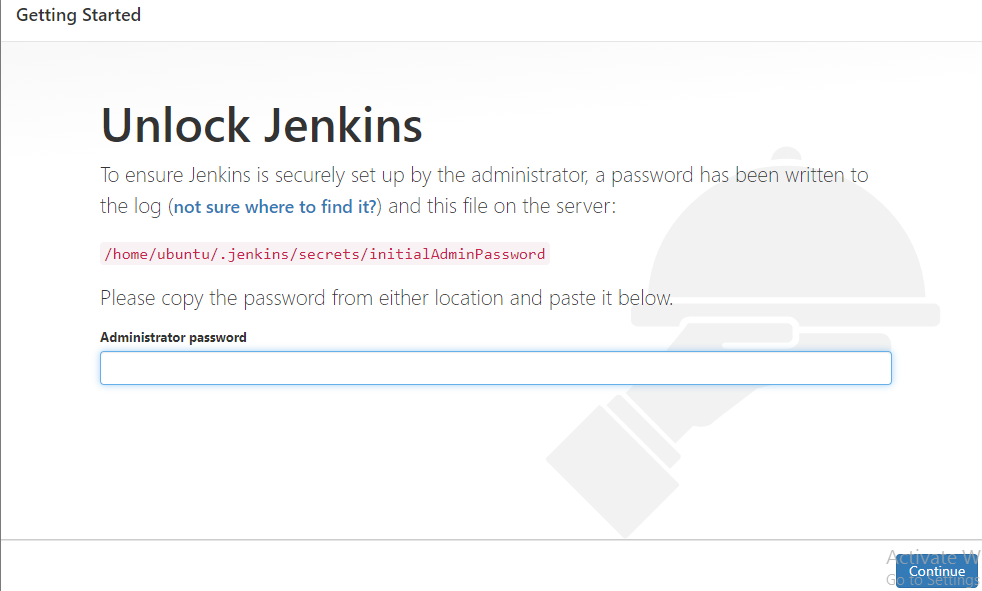 Getting Started
Unlock Jenkins
To ensure Jenkins is securely set up by the administrator, a password has been written to
the log (not sure where to find it?) and this file on the server:
/home/ubuntu/.jenkins/secrets/initialAdminPassword
Please copy the password from either location and paste it below.
Administrator password
Activate W
Continue
Go to Settings